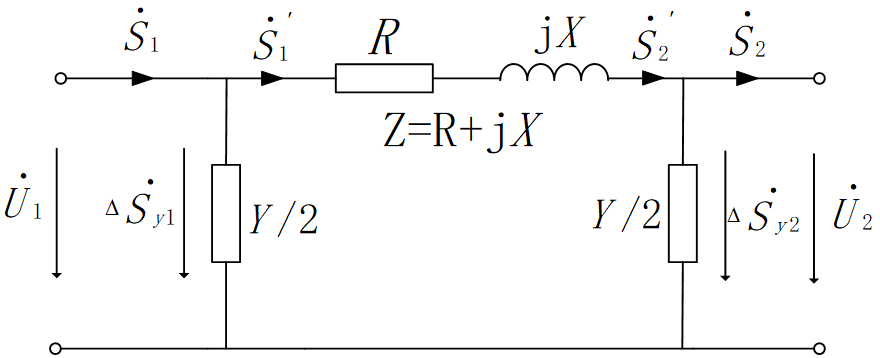 Ṡ₁ Ṡ₁′ R jX Ṡ₂′ Ṡ₂
Z=R+jX
U̇₁ ΔṠy1 Y/2 Y/2 ΔṠy2 U̇₂